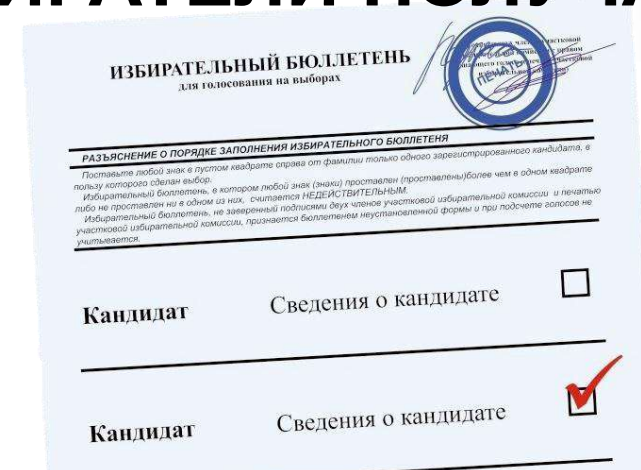 ИРАТЕЛИ ПОЛУЧА
ИЗБИРАТЕЛЬНЫЙ БЮЛЛЕТЕНЬ
для голосования на выборах
ПЕЧАТЬ
РАЗЪЯСНЕНИЕ О ПОРЯДКЕ ЗАПОЛНЕНИЯ ИЗБИРАТЕЛЬНОГО БЮЛЛЕТЕНЯ
Поставьте любой знак в пустом квадрате справа от фамилии только одного зарегистрированного кандидата, в
пользу которого сделан выбор.
Избирательный бюллетень, в котором любой знак (знаки) проставлен (проставлены)более чем в одном квадрате
либо не проставлен ни в одном из них, считается НЕДЕЙСТВИТЕЛЬНЫМ.
Избирательный бюллетень, не заверенный подписями двух членов участковой избирательной комиссии и печатью
участковой избирательной комиссии, признается бюллетенем неустановленной формы и при подсчете голосов не
учитывается.
Кандидат Сведения о кандидате
Кандидат Сведения о кандидате